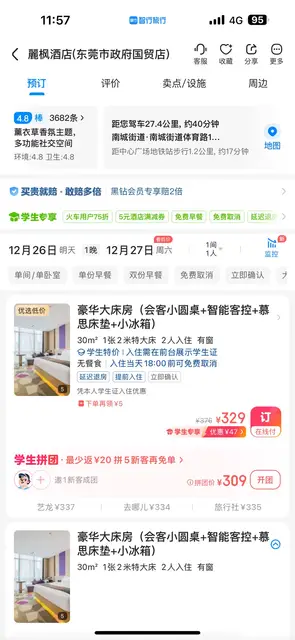 11:57
智行旅行
4G
95
麗枫酒店(东莞市政府国贸店)
客服
收藏
分享
更多
预订
评价
卖点/设施
周边
4.8 棒 3682条
薰衣草香氛主题，
多功能社交空间
环境:4.8 卫生:4.8
距您驾车27.4公里, 约40分钟
南城街道·南城街道体育路1...
距中心广场地铁站步行1.2公里, 约17分钟
地图
买贵就赔·敢赔多倍
黑钻会员专享赔2倍
学生专享
火车用户75折
5元酒店满减券
免费早餐
免费取消
延迟退
12月26日 明天
1晚
12月27日 周六
1间
1人
监控
单间/单卧室
单份早餐
双份早餐
免费取消
立即确认
大
优选低价
豪华大床房（会客小圆桌+智能客控+慕
思床垫+小冰箱）
30m² 1张2米特大床 2人入住 有窗
学生特价 | 入住需在前台展示学生证
无餐食 | 入住当天18:00前可免费取消
延迟退房
提前入住
立即确认
凭本人学生证入住优惠
下单再领¥5
5
¥376 ¥329
学生专享
优惠 ¥47
订
在线付
学生拼团·最少返¥20 拼5新客再免单
邀1新客成团
拼团价 ¥309
开团
艺龙¥337
去哪儿¥334
旅行社¥335
豪华大床房（会客小圆桌+智能客控+慕
思床垫+小冰箱）
30m² 1张2米特大床 2人入住 有窗
5